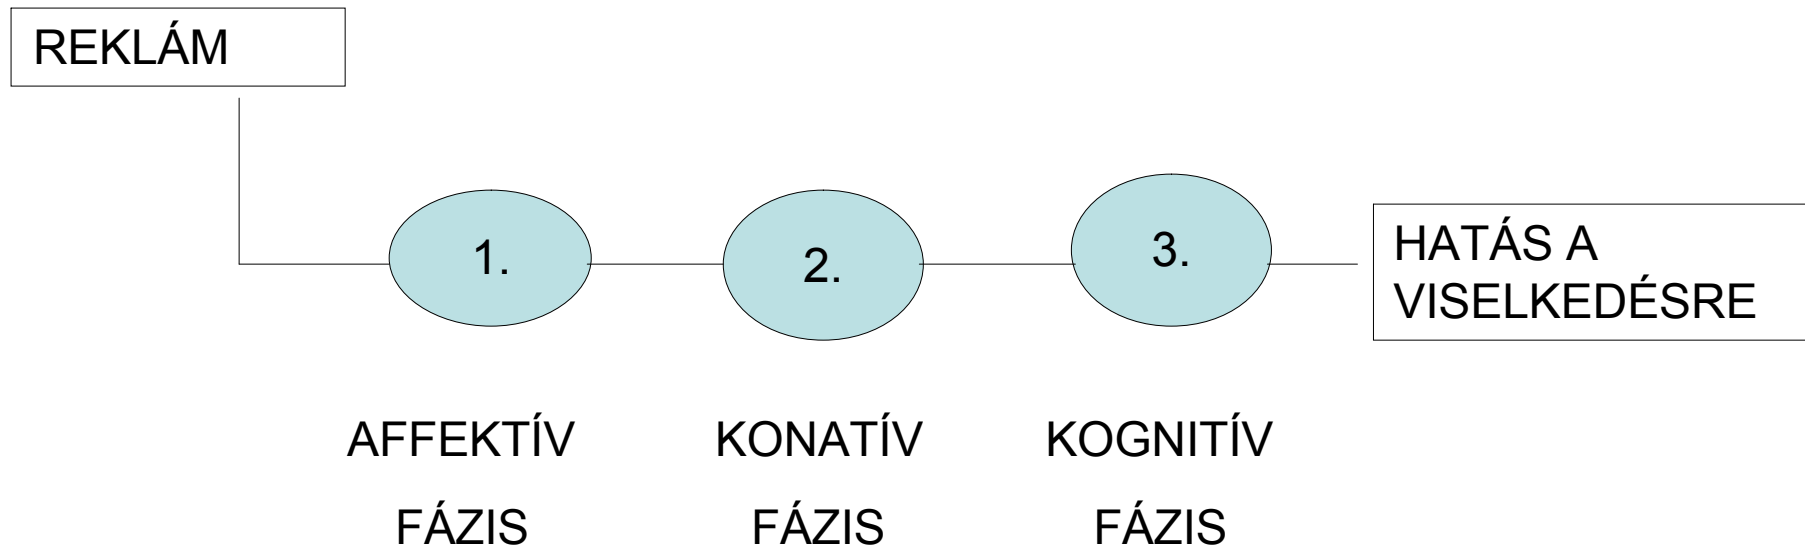 REKLÁM
1.
2.
3.
HATÁS A
VISELKEDÉSRE
AFFEKTÍV
FÁZIS
KONATÍV
FÁZIS
KOGNITÍV
FÁZIS